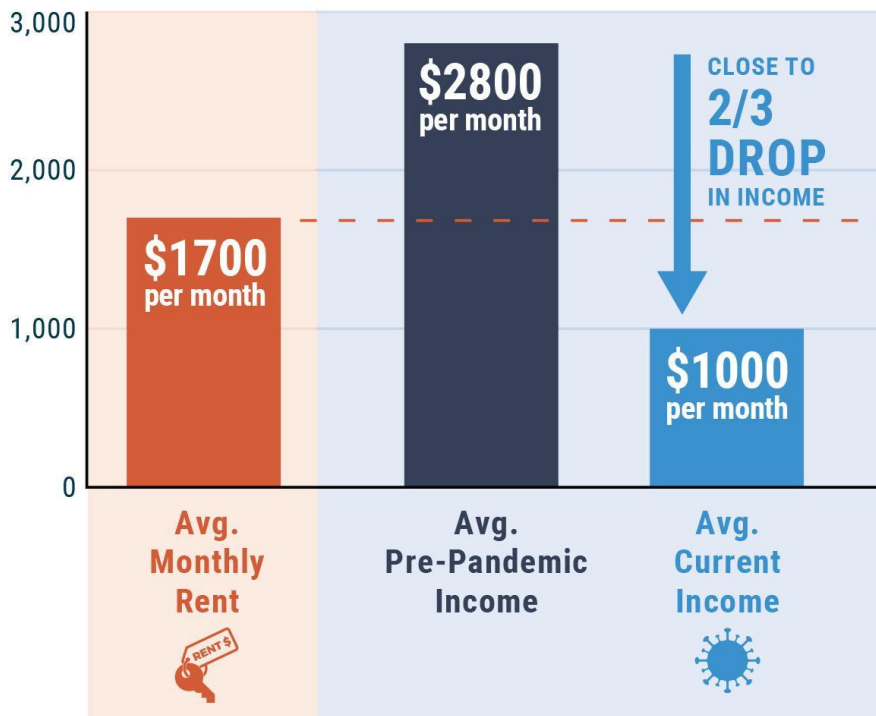 3,000
2,000
1,000
0
$1700
per month
$2800
per month
$1000
per month
CLOSE TO
2/3
DROP
IN INCOME
Avg.
Monthly
Rent
RENT $
Avg.
Pre-Pandemic
Income
Avg.
Current
Income